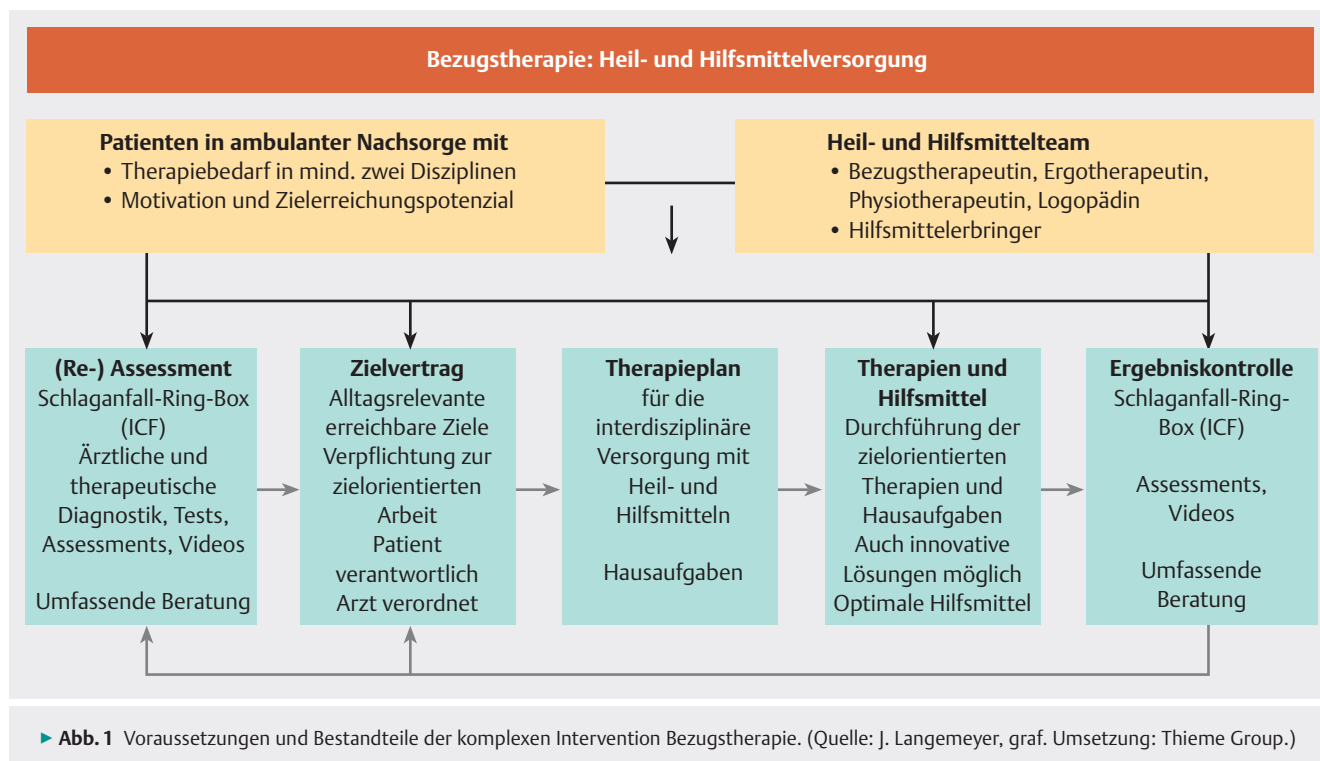 Bezugstherapie: Heil- und Hilfsmittelversorgung
Patienten in ambulanter Nachsorge mit
• Therapiebedarf in mind. zwei Disziplinen
• Motivation und Zielerreichungspotenzial
Heil- und Hilfsmittelteam
• Bezugstherapeutin, Ergotherapeutin,
Physiotherapeutin, Logopädin
• Hilfsmittelerbringer
(Re-) Assessment
Schlaganfall-Ring-Box
(ICF)
Ärztliche und
therapeutische
Diagnostik, Tests,
Assessments, Videos
Umfassende Beratung
Zielvertrag
Alltagsrelevante
erreichbare Ziele
Verpflichtung zur
zielorientierten
Arbeit
Patient
verantwortlich
Arzt verordnet
Therapieplan
für die
interdisziplinäre
Versorgung mit
Heil- und
Hilfsmitteln
Hausaufgaben
Therapien und
Hilfsmittel
Durchführung der
zielorientierten
Therapien und
Hausaufgaben
Auch innovative
Lösungen möglich
Optimale Hilfsmittel
Ergebniskontrolle
Schlaganfall-Ring-
Box (ICF)
Assessments,
Videos
Umfassende
Beratung
▶ Abb. 1 Voraussetzungen und Bestandteile der komplexen Intervention Bezugstherapie. (Quelle: J. Langemeyer, graf. Umsetzung: Thieme Group.)